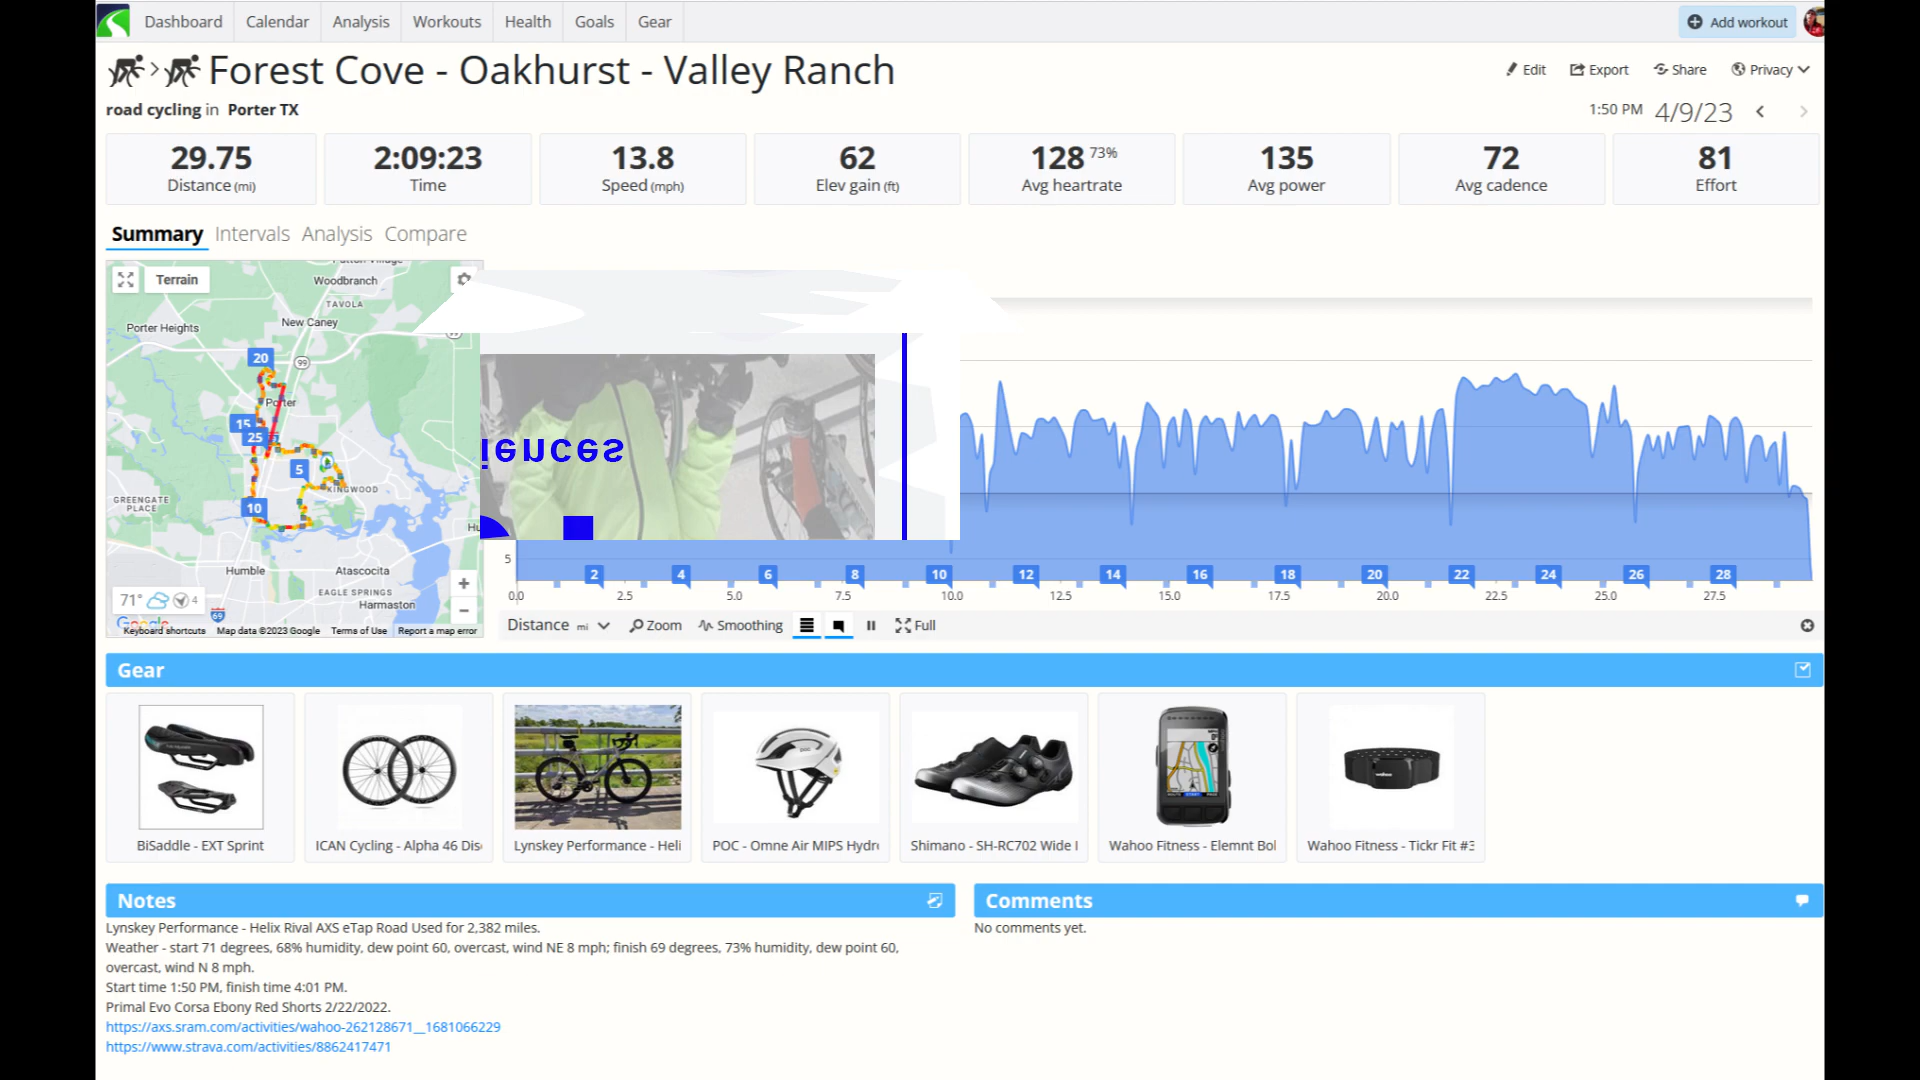 Dashboard Calendar Analysis Workouts Health Goals Gear Add workout
Forest Cove - Oakhurst - Valley Ranch
Edit Export Share Privacy
road cycling in Porter TX
1:50 PM 4/9/23
29.75 2:09:23 13.8 62 128 73% 135 72 81
Distance (mi) Time Speed (mph) Elev gain (ft) Avg heartrate Avg power Avg cadence Effort
Summary Intervals Analysis Compare
Terrain
Woodbranch
TAVOLA
New Caney
Porter Heights
99
20
Porter
15
25
5
KINGWOOD
GREENGATE
PLACE
10
Humble
Atascocita
EAGLE SPRINGS
Harmaston
71° 4
69
Google
Keyboard shortcuts Map data ©2023 Google Terms of Use Report a map error
iences
5
2 4 6 8 10 12 14 16 18 20 22 24 26 28
0.0 2.5 5.0 7.5 10.0 12.5 15.0 17.5 20.0 22.5 25.0 27.5
Distance mi Zoom Smoothing Full
Gear
BiSaddle - EXT Sprint
ICAN Cycling - Alpha 46 Dis
Lynskey Performance - Heli
POC - Omne Air MIPS Hydr
Shimano - SH-RC702 Wide
Wahoo Fitness - Elemnt Bol
Wahoo Fitness - Tickr Fit #3
Notes
Lynskey Performance - Helix Rival AXS eTap Road Used for 2,382 miles.
Weather - start 71 degrees, 68% humidity, dew point 60, overcast, wind NE 8 mph; finish 69 degrees, 73% humidity, dew point 60,
overcast, wind N 8 mph.
Start time 1:50 PM, finish time 4:01 PM.
Primal Evo Corsa Ebony Red Shorts 2/22/2022.
https://axs.sram.com/activities/wahoo-262128671__1681066229
https://www.strava.com/activities/8862417471
Comments
No comments yet.